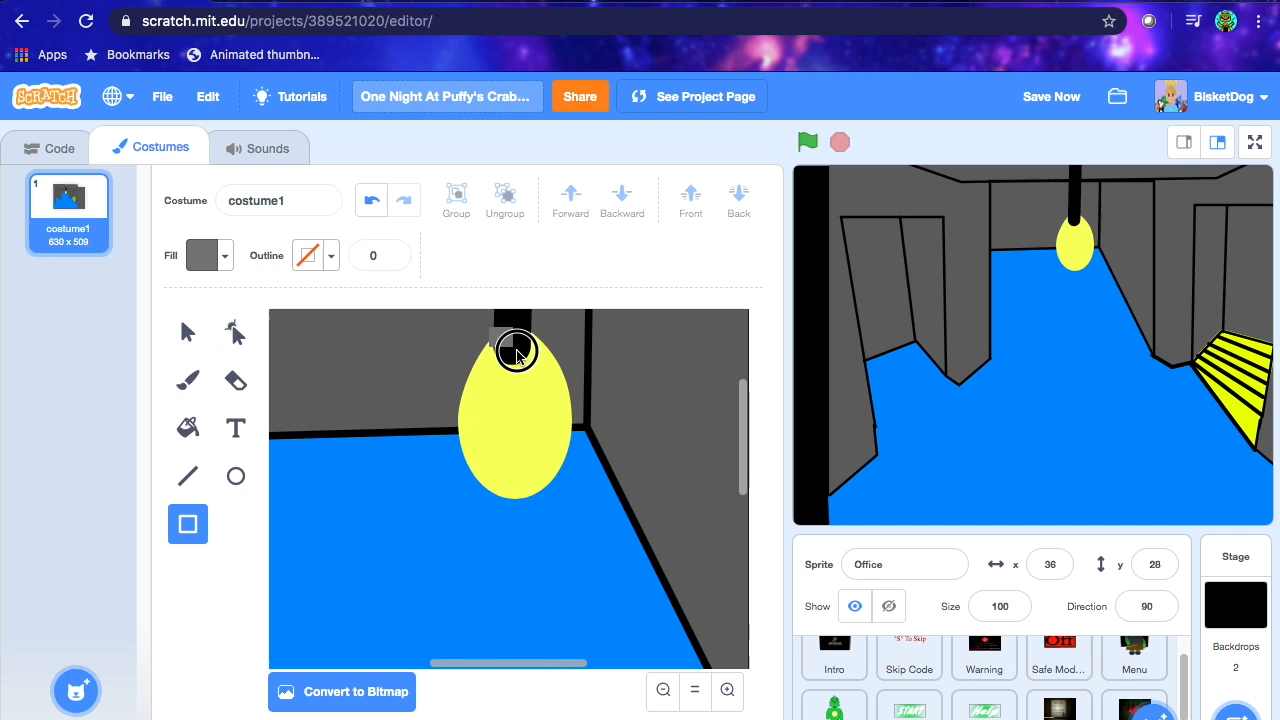 scratch.mit.edu/projects/389521020/editor/
Apps Bookmarks Animated thumbn...
SCRATCH File Edit Tutorials One Night At Puffy's Crab... Share See Project Page Save Now BisketDog
Code Costumes Sounds
1
costume1
630 x 509
Costume costume1 Group Ungroup Forward Backward Front Back
Fill Outline 0
T
Convert to Bitmap
Sprite Office x 36 y 28
Show Size 100 Direction 90
"S" To Skip Off
Intro Skip Code Warning Safe Mod... Menu
START Help
Stage
Backdrops
2